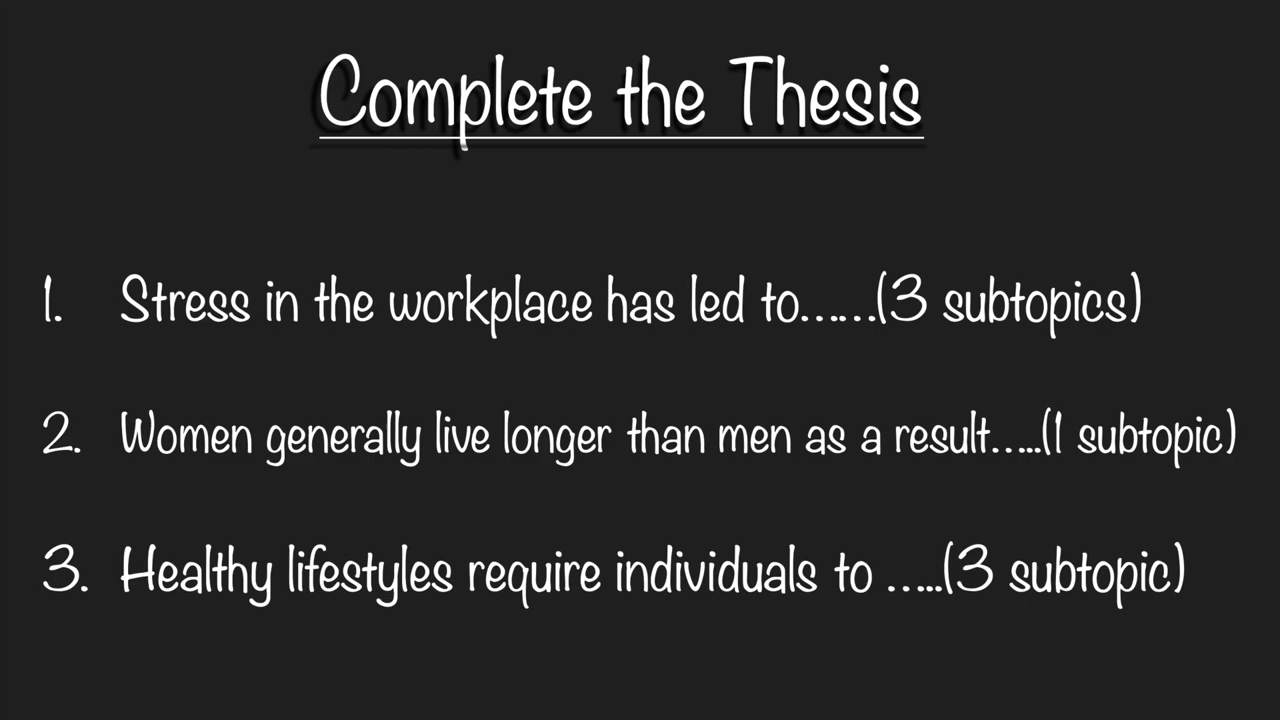 Complete the Thesis
1. Stress in the workplace has led to......(3 subtopics)
2. Women generally live longer than men as a result.....(1 subtopic)
3. Healthy lifestyles require individuals to .....(3 subtopic)